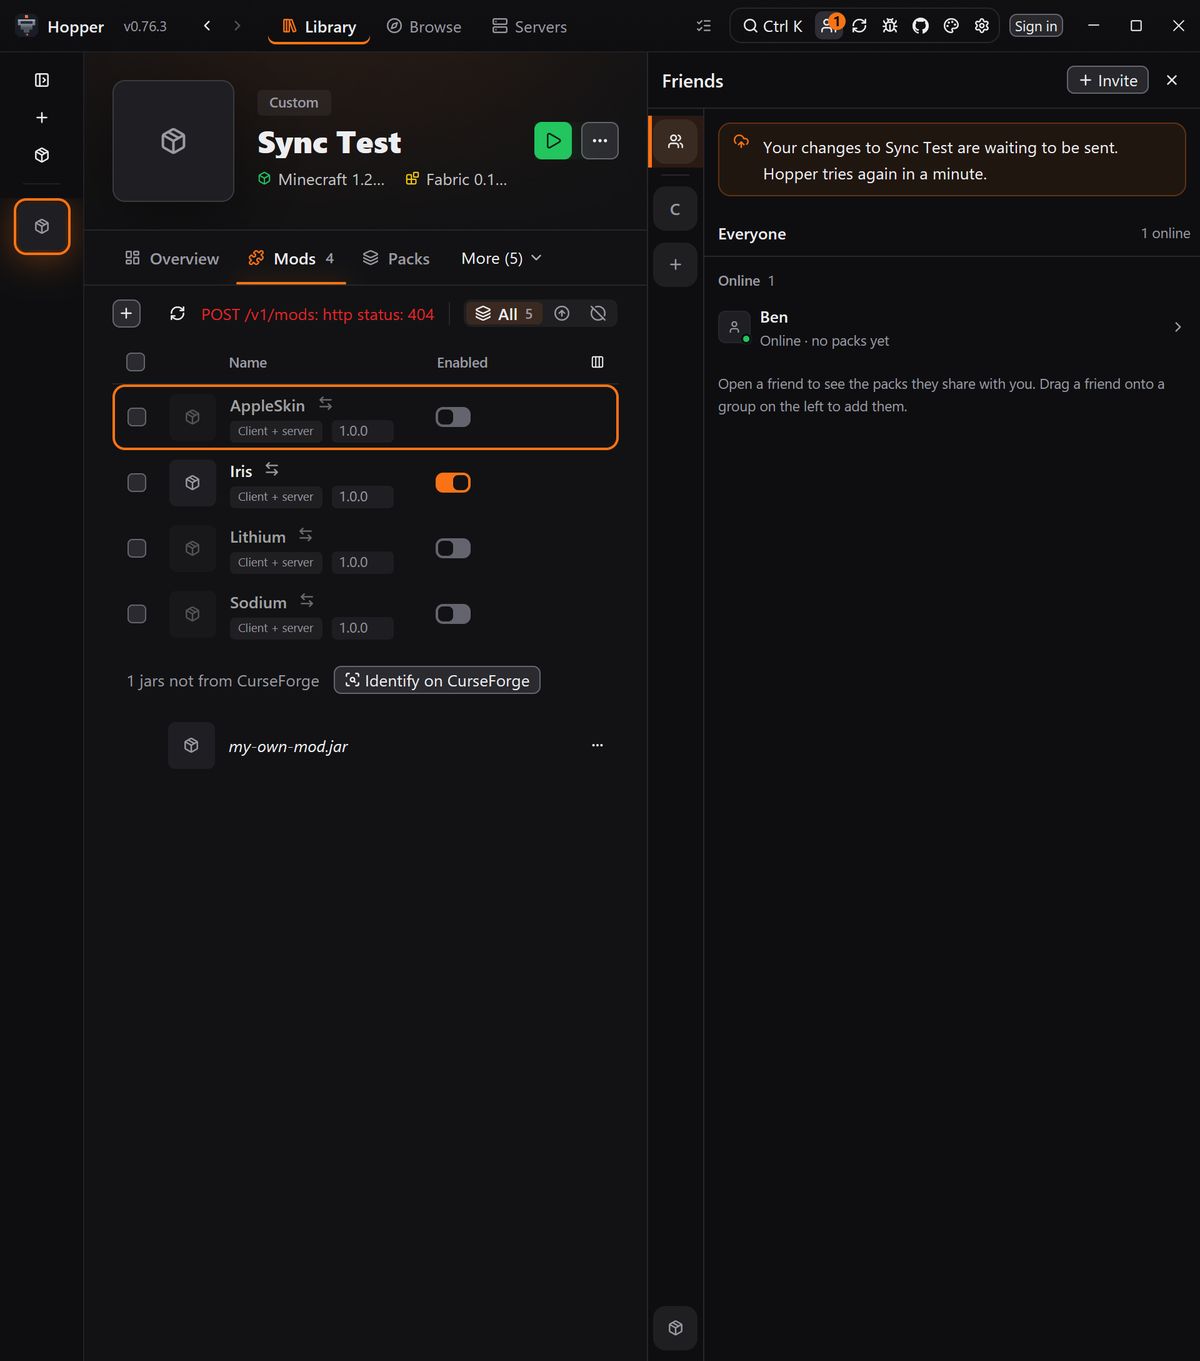 Hopper v0.76.3
Library
Browse
Servers
Ctrl K
1
Sign in
Custom
Sync Test
Minecraft 1.2...
Fabric 0.1...
Overview
Mods 4
Packs
More (5)
POST /v1/mods: http status: 404
All 5
Name
Enabled
AppleSkin
Client + server
1.0.0
Iris
Client + server
1.0.0
Lithium
Client + server
1.0.0
Sodium
Client + server
1.0.0
1 jars not from CurseForge
Identify on CurseForge
my-own-mod.jar
Friends
Invite
C
Your changes to Sync Test are waiting to be sent.
Hopper tries again in a minute.
Everyone
1 online
Online 1
Ben
Online · no packs yet
Open a friend to see the packs they share with you. Drag a friend onto a
group on the left to add them.